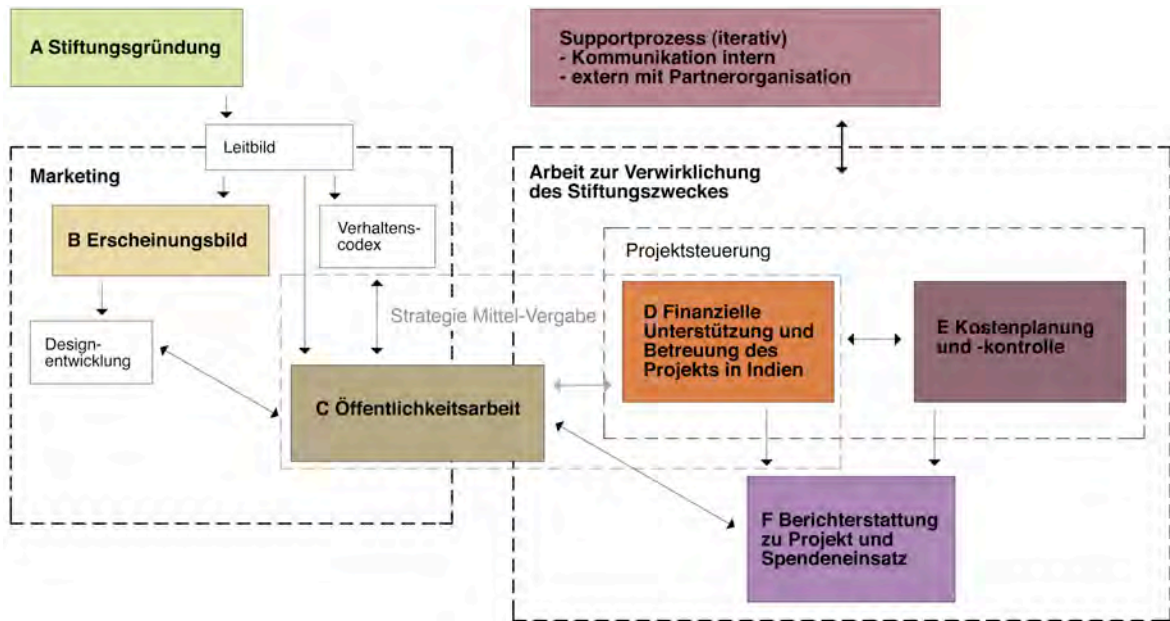 A Stiftungsgründung
Supportprozess (iterativ)
- Kommunikation intern
- extern mit Partnerorganisation
Leitbild
Marketing
B Erscheinungsbild
Verhaltens-
codex
Design-
entwicklung
C Öffentlichkeitsarbeit
Strategie Mittel-Vergabe
Arbeit zur Verwirklichung
des Stiftungszweckes
Projektsteuerung
D Finanzielle
Unterstützung und
Betreuung des
Projekts in Indien
E Kostenplanung
und -kontrolle
F Berichterstattung
zu Projekt und
Spendeneinsatz